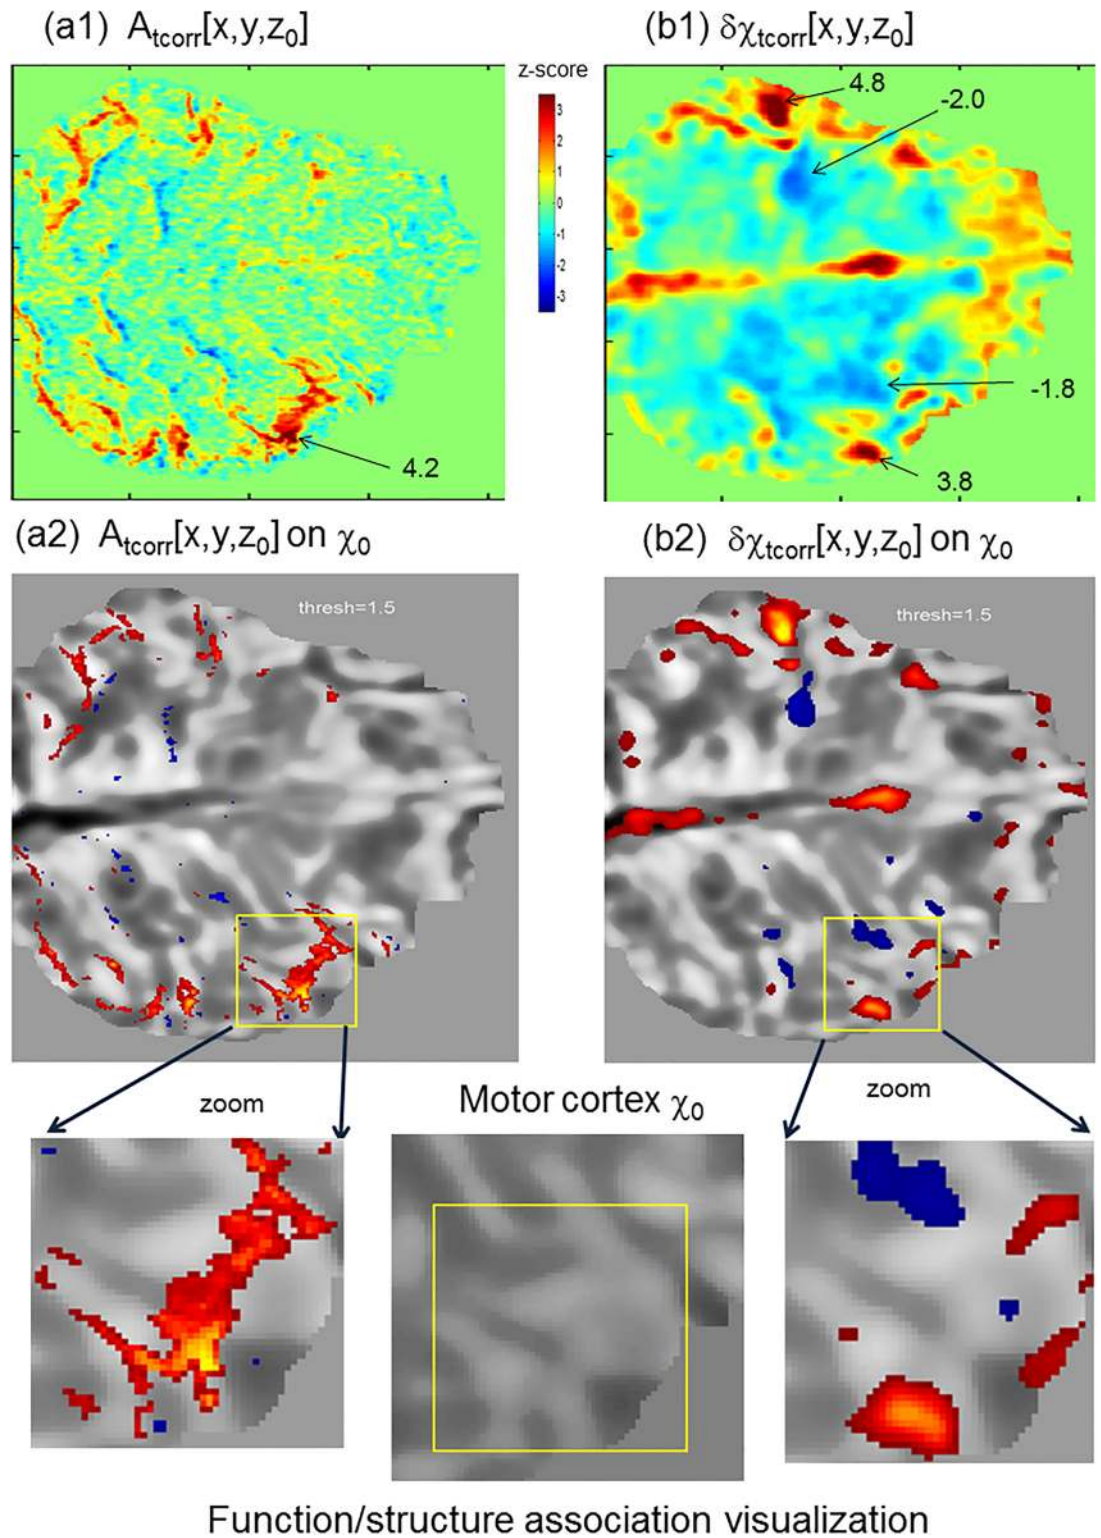 (a1) Atcorr[x,y,z0]
(b1) δχtcorr[x,y,z0]
z-score
3
2
1
0
-1
-2
-3
4.8
-2.0
-1.8
3.8
4.2
(a2) Atcorr[x,y,z0] on χ0
(b2) δχtcorr[x,y,z0] on χ0
thresh=1.5
thresh=1.5
zoom
Motor cortex χ0
zoom
Function/structure association visualization